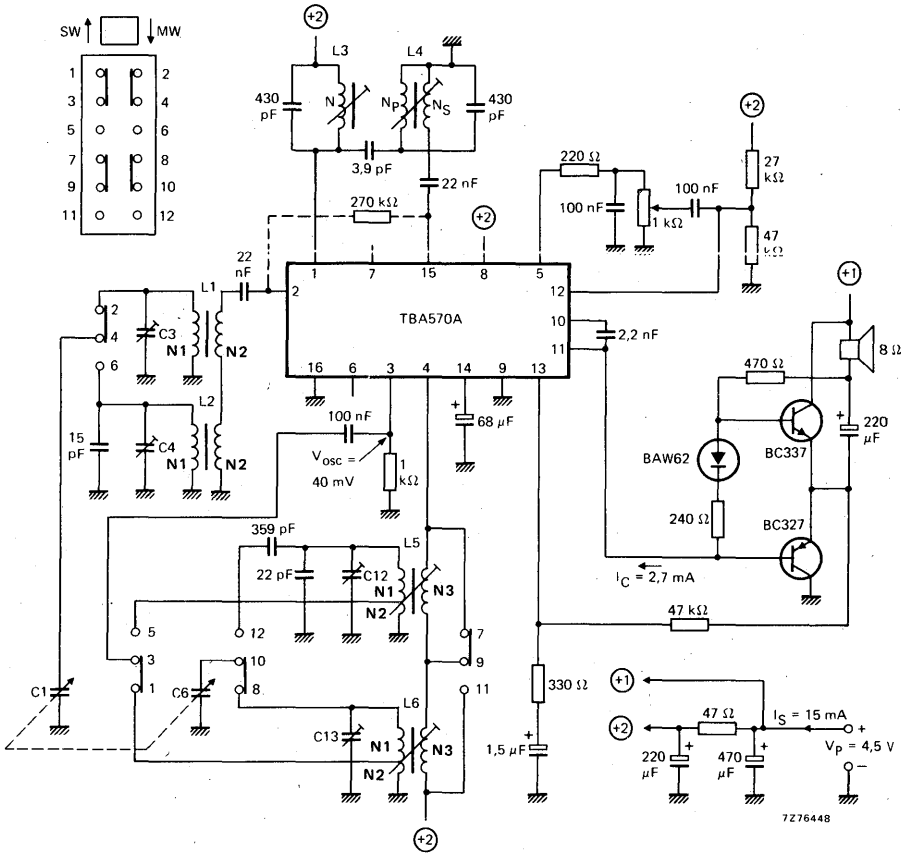 SW MW
1 2
3 4
5 6
7 8
9 10
11 12
+2
L3 L4
430 pF
N
NP NS
430 pF
3,9 pF
22 nF
270 kΩ
+2
220 Ω
100 nF
1 kΩ
100 nF
+2
27 kΩ
47 kΩ
22 nF
1 7 15 8 5
2 12
TBA570A
10
11
16 6 3 4 14 9 13
2,2 nF
+1
8 Ω
470 Ω
220 µF
BC337
BAW62
240 Ω
BC327
IC = 2,7 mA
2
4
6
C3
L1
N1 N2
15 pF
C4
L2
N1 N2
100 nF
Vosc = 40 mV
1 kΩ
68 µF
359 pF
22 pF
C12
L5
N1 N3
N2
5 12 7
3 10 9
1 8 11
C1
C6
C13
L6
N1 N3
N2
+2
47 kΩ
330 Ω
1,5 µF
+
+1
+2
47 Ω
IS = 15 mA
+
VP = 4,5 V
−
220 µF
470 µF
7Z76448